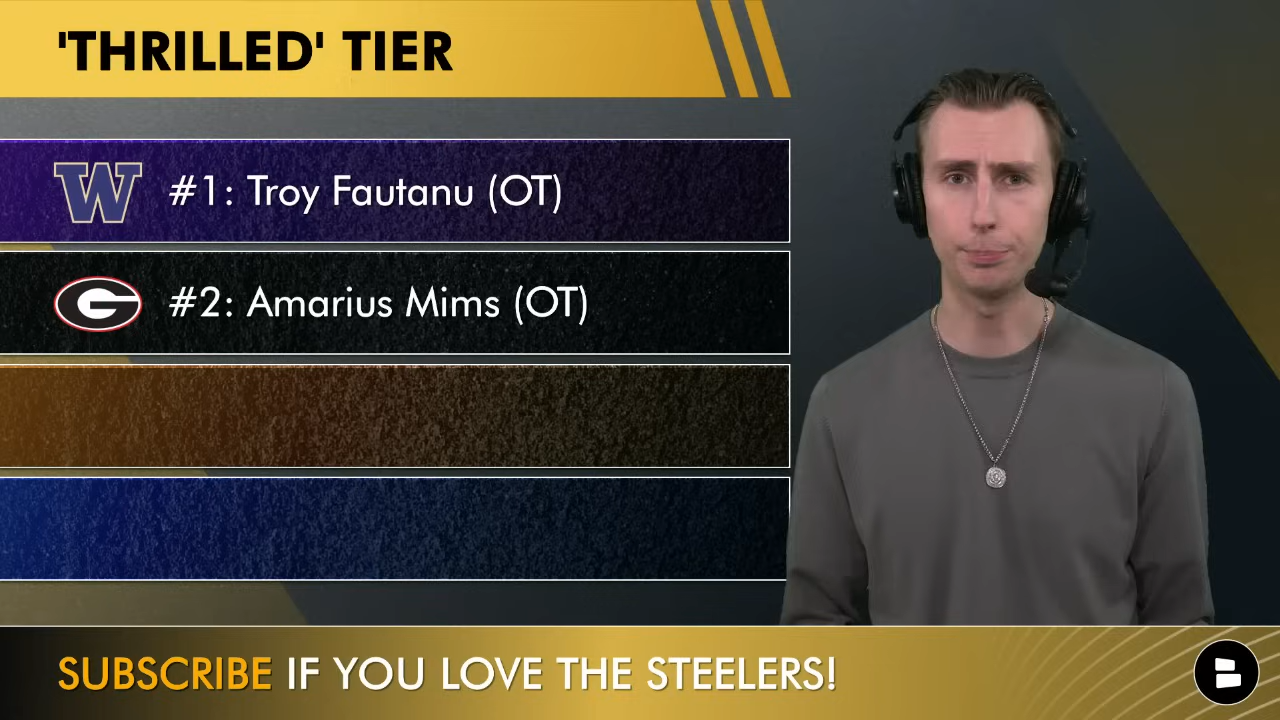 'THRILLED' TIER
W #1: Troy Fautanu (OT)
G #2: Amarius Mims (OT)
SUBSCRIBE IF YOU LOVE THE STEELERS!